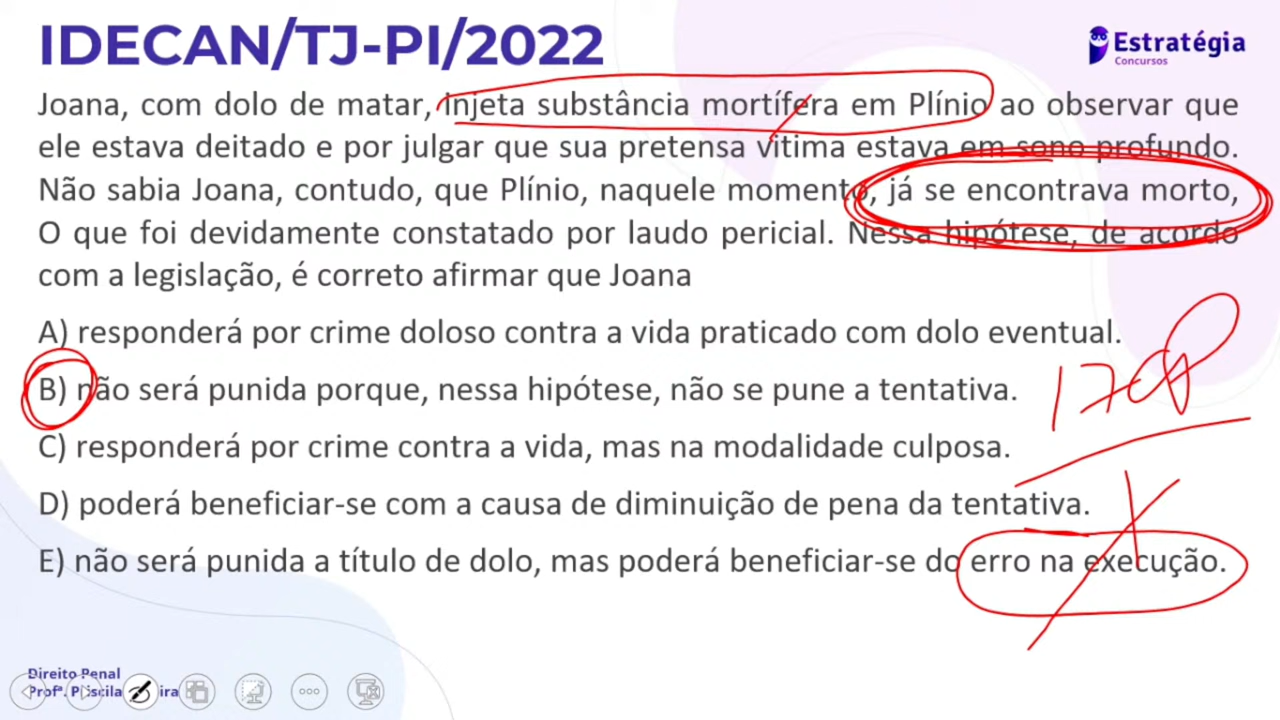 IDECAN/TJ-PI/2022
Estratégia
Concursos
Joana, com dolo de matar, injeta substância mortífera em Plínio ao observar que
ele estava deitado e por julgar que sua pretensa vítima estava em sono profundo.
Não sabia Joana, contudo, que Plínio, naquele momento, já se encontrava morto,
O que foi devidamente constatado por laudo pericial. Nessa hipótese, de acordo
com a legislação, é correto afirmar que Joana
A) responderá por crime doloso contra a vida praticado com dolo eventual.
B) não será punida porque, nessa hipótese, não se pune a tentativa.
17 CP
C) responderá por crime contra a vida, mas na modalidade culposa.
D) poderá beneficiar-se com a causa de diminuição de pena da tentativa.
E) não será punida a título de dolo, mas poderá beneficiar-se do erro na execução.
Direito Penal
Profª. Priscila